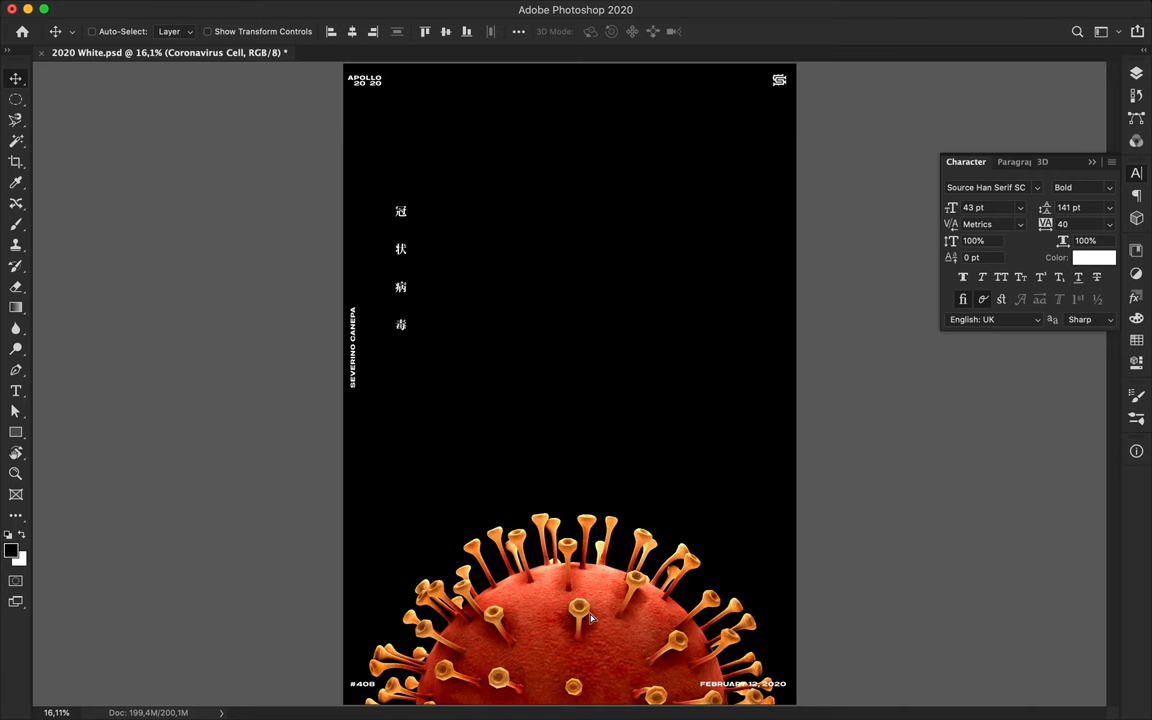 Adobe Photoshop 2020
Auto-Select: Layer Show Transform Controls 3D Mode:
2020 White.psd @ 16,1% (Coronavirus Cell, RGB/8) *
APOLLO
20 20
冠
状
病
毒
SEVERINO CANEPA
#408
FEBRUARY 12, 2020
Character Paragra 3D
Source Han Serif SC Bold
43 pt 141 pt
Metrics 40
100% 100%
0 pt Color:
English: UK Sharp
16,11% Doc: 199,4M/200,1M